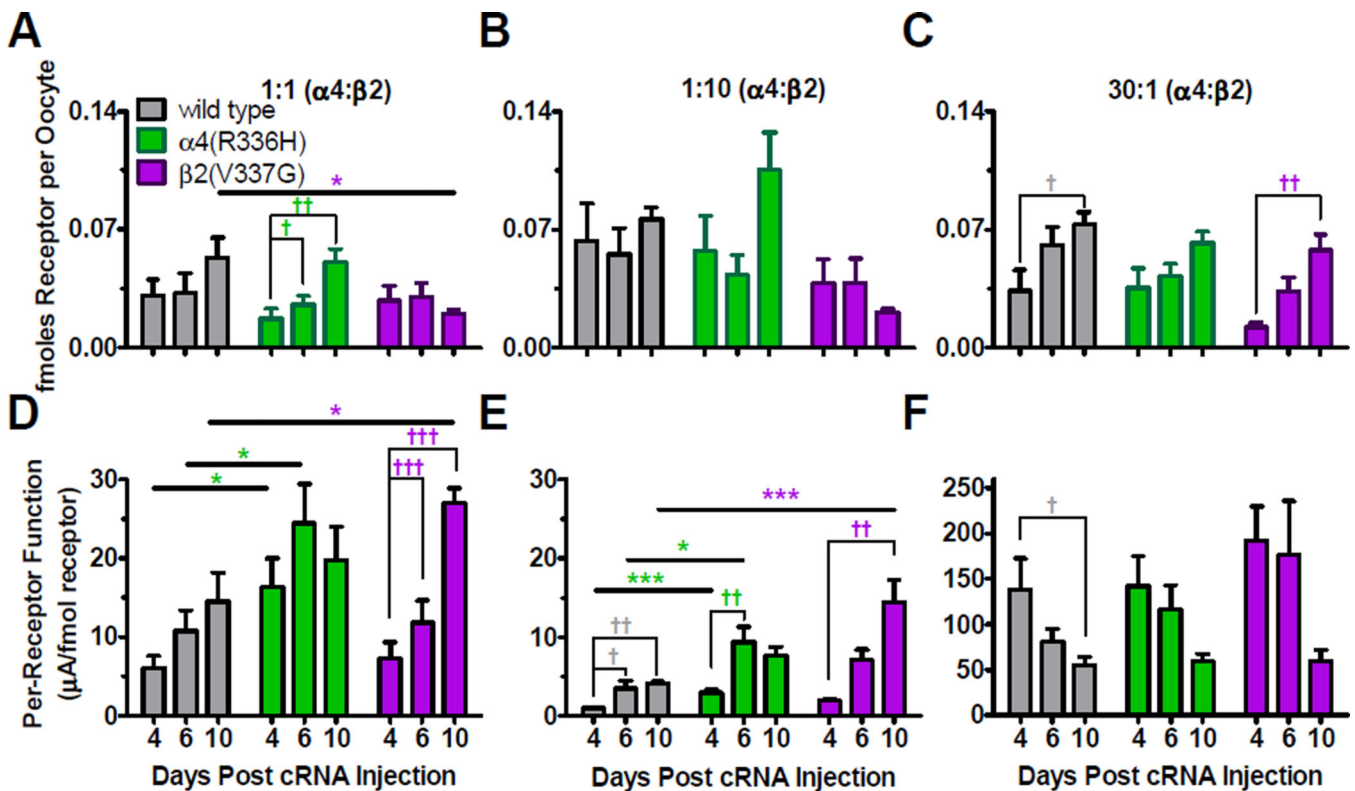 A
B
C
1:1 (α4:β2)
1:10 (α4:β2)
30:1 (α4:β2)
fmoles Receptor per Oocyte
0.14
0.07
0.00
wild type
α4(R336H)
β2(V337G)
*
†
††
0.14
0.07
0.00
0.14
0.07
0.00
†
††
D
E
F
Per-Receptor Function
(µA/fmol receptor)
30
20
10
0
*
*
*
†††
†††
4 6 10 4 6 10 4 6 10
Days Post cRNA Injection
30
20
10
0
***
*
***
††
††
††
†
4 6 10 4 6 10 4 6 10
Days Post cRNA Injection
250
200
150
100
50
0
†
4 6 10 4 6 10 4 6 10
Days Post cRNA Injection